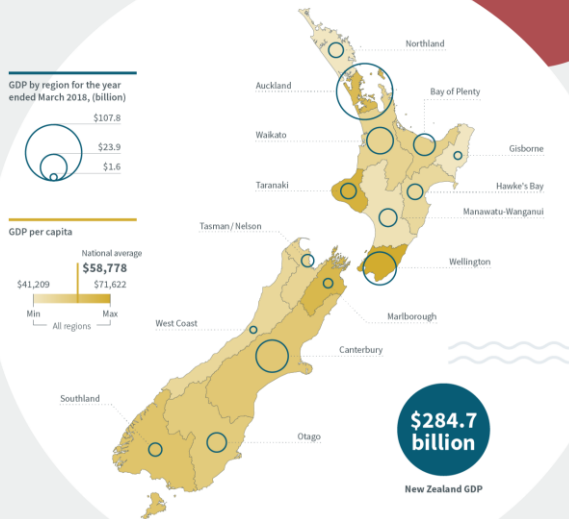 GDP by region for the year
ended March 2018, (billion)
$107.8
$23.9
$1.6
GDP per capita
National average
$58,778
$41,209
$71,622
Min
Max
All regions
Northland
Auckland
Bay of Plenty
Waikato
Gisborne
Taranaki
Hawke's Bay
Manawatu-Wanganui
Tasman/ Nelson
Wellington
Marlborough
West Coast
Canterbury
Southland
Otago
$284.7
billion
New Zealand GDP